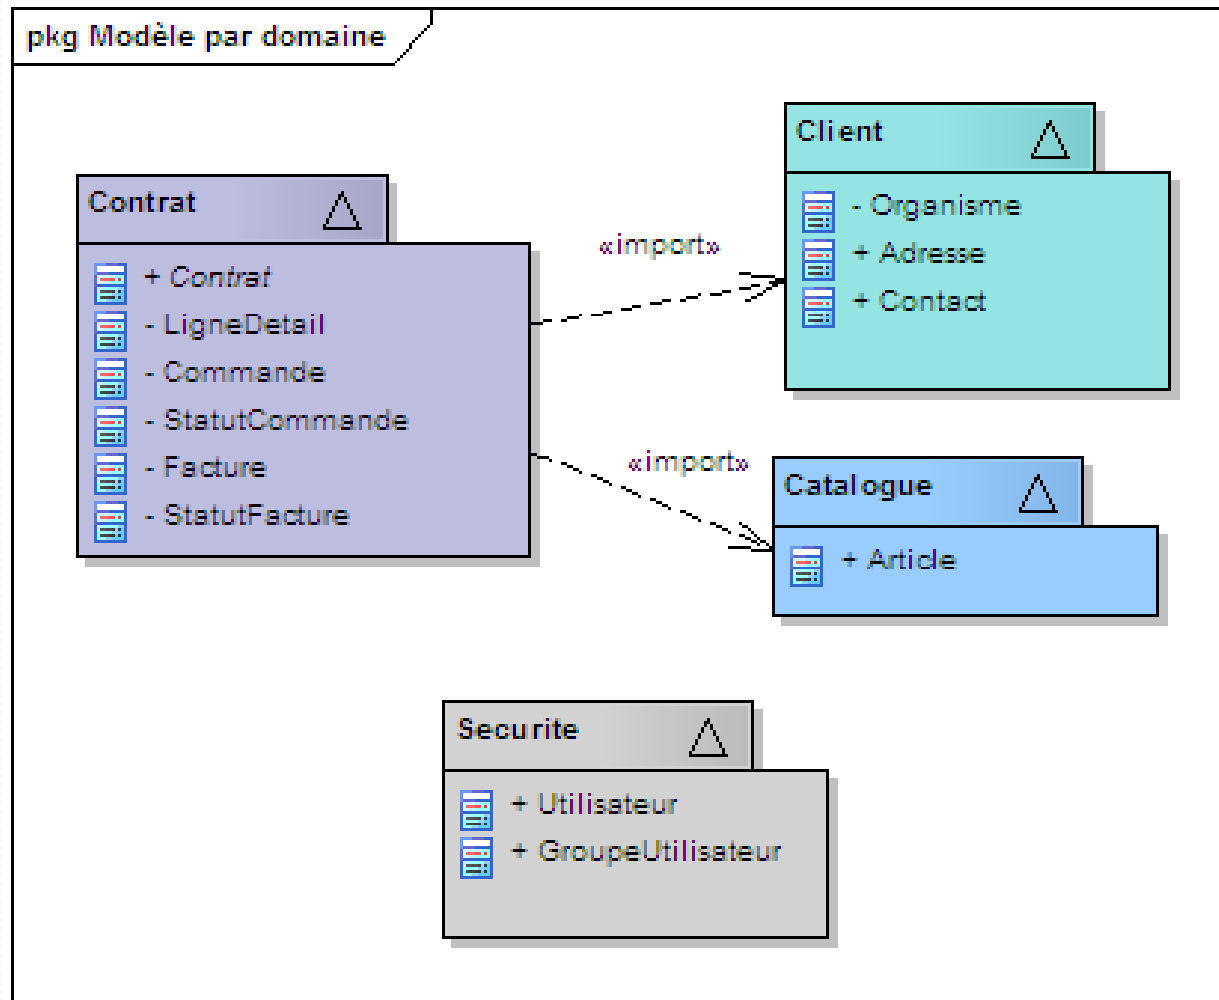 pkg Modèle par domaine
Contrat
+ Contrat
- LigneDetail
- Commande
- StatutCommande
- Facture
- StatutFacture
«import»
Client
- Organisme
+ Adresse
+ Contact
«import»
Catalogue
+ Article
Securite
+ Utilisateur
+ GroupeUtilisateur